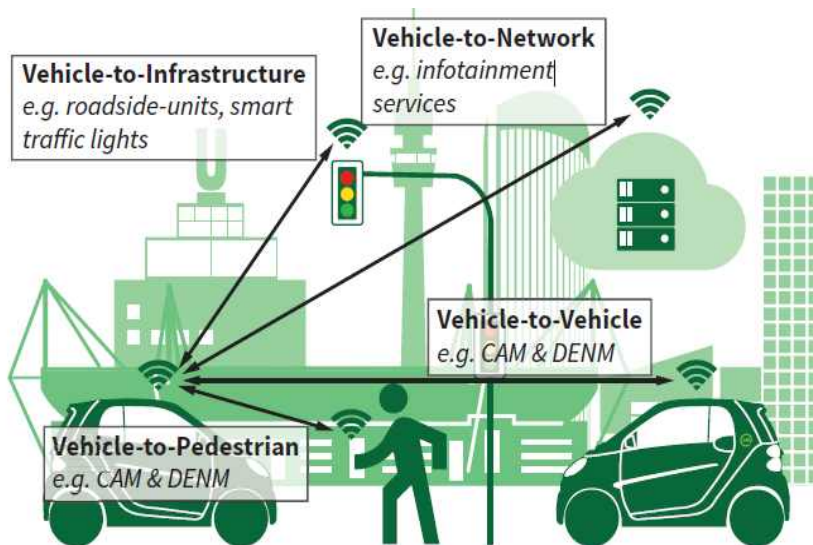 Vehicle-to-Network
e.g. infotainment
services
Vehicle-to-Infrastructure
e.g. roadside-units, smart
traffic lights
U
Vehicle-to-Vehicle
e.g. CAM & DENM
Vehicle-to-Pedestrian
e.g. CAM & DENM